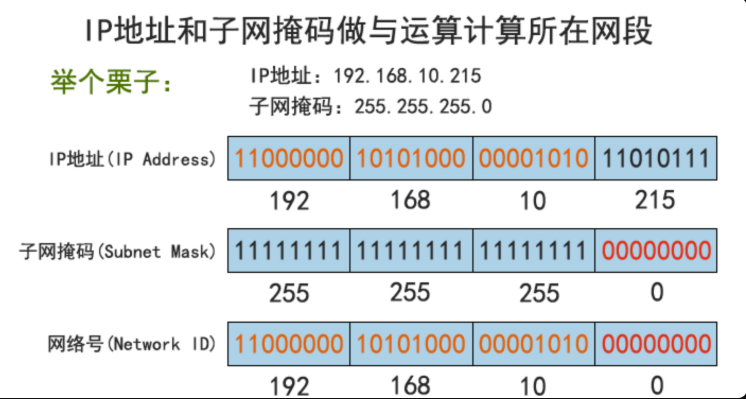 IP地址和子网掩码做与运算计算所在网段
举个栗子：
IP地址：192.168.10.215
子网掩码：255.255.255.0
IP地址(IP Address) 11000000 10101000 00001010 11010111
192 168 10 215
子网掩码(Subnet Mask) 11111111 11111111 11111111 00000000
255 255 255 0
网络号(Network ID) 11000000 10101000 00001010 00000000
192 168 10 0